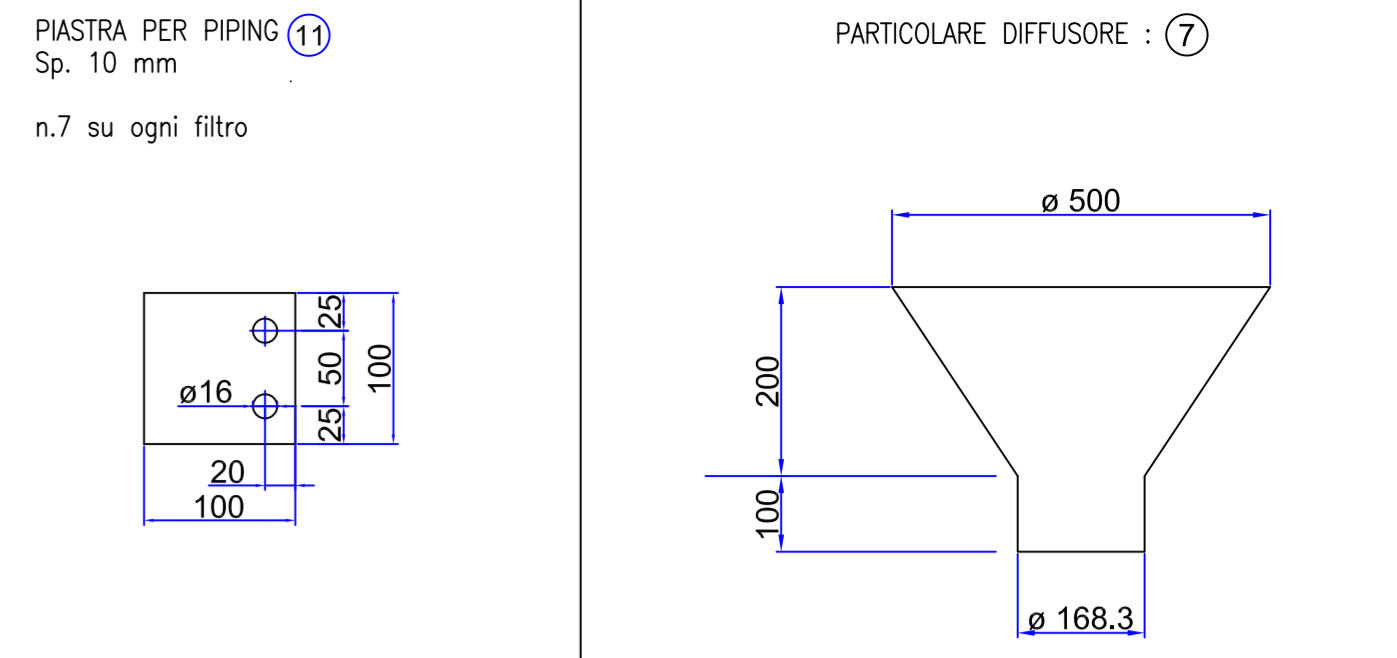 PIASTRA PER PIPING 11
Sp. 10 mm
n.7 su ogni filtro
25
50
100
ø16
25
20
100
PARTICOLARE DIFFUSORE : 7
ø 500
200
100
ø 168.3